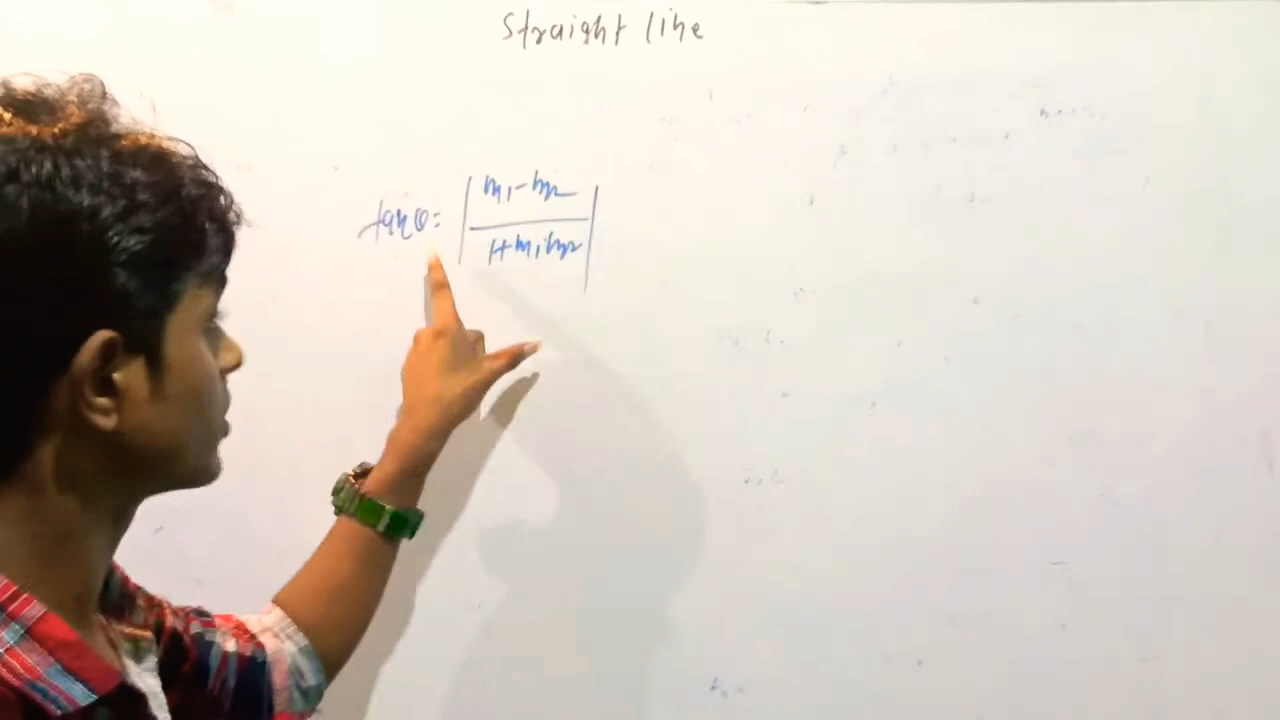 Straight line
tanθ = | m1-m2 / 1+m1m2 |